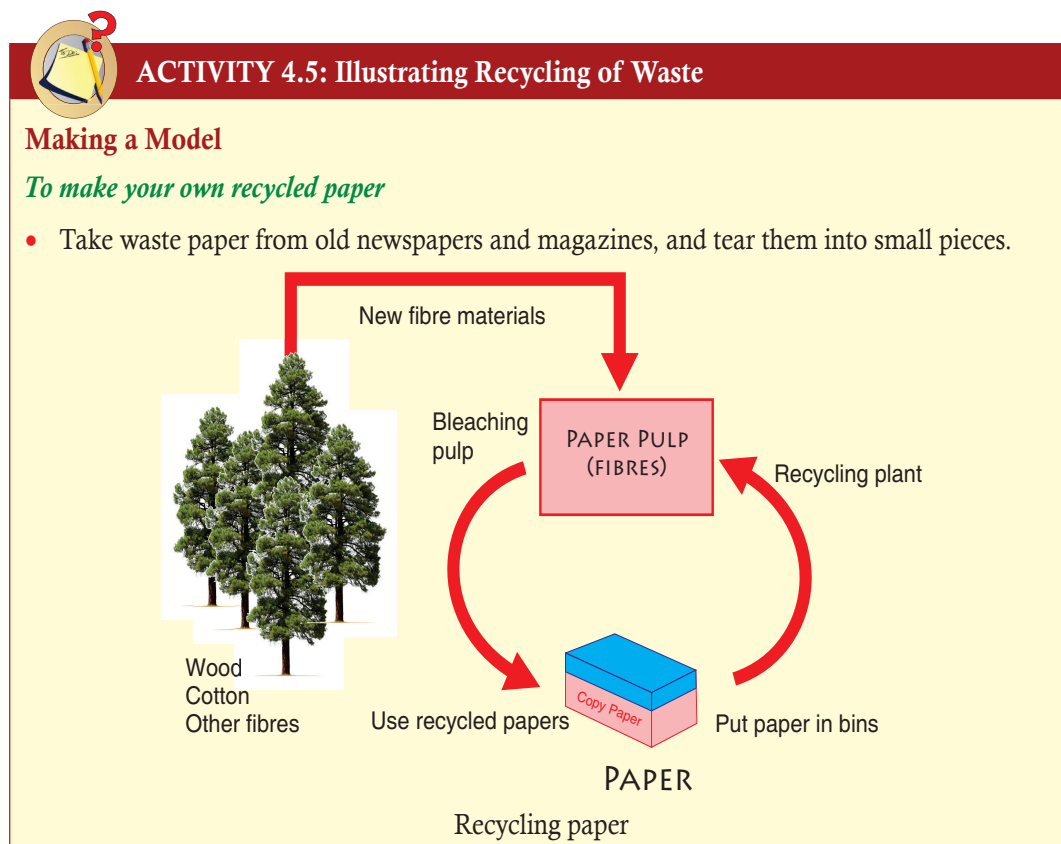 ACTIVITY 4.5: Illustrating Recycling of Waste
Making a Model
To make your own recycled paper
• Take waste paper from old newspapers and magazines, and tear them into small pieces.
New fibre materials
Bleaching
pulp
PAPER PULP
(FIBRES)
Recycling plant
Wood
Cotton
Other fibres
Use recycled papers
Copy Paper
Put paper in bins
PAPER
Recycling paper